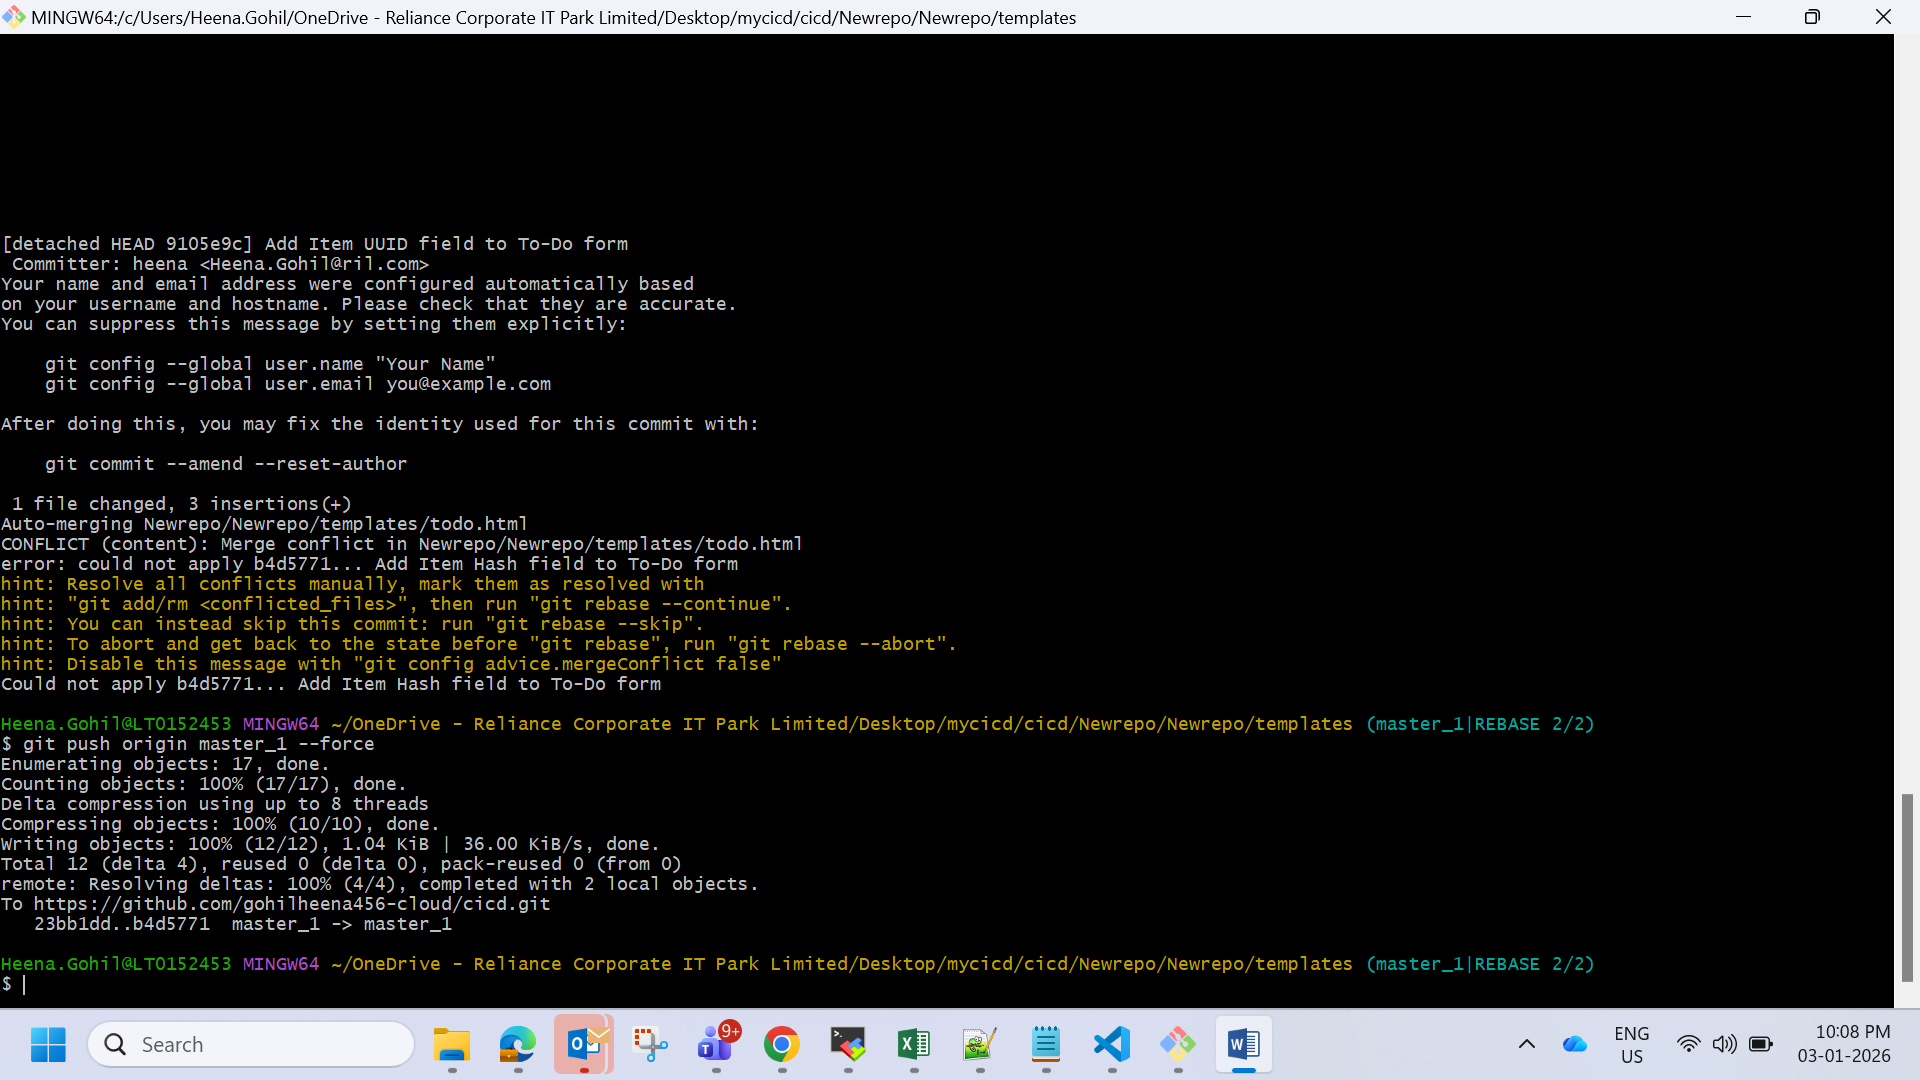 MINGW64:/c/Users/Heena.Gohil/OneDrive - Reliance Corporate IT Park Limited/Desktop/mycicd/cicd/Newrepo/Newrepo/templates
[detached HEAD 9105e9c] Add Item UUID field to To-Do form
 Committer: heena <Heena.Gohil@ril.com>
Your name and email address were configured automatically based
on your username and hostname. Please check that they are accurate.
You can suppress this message by setting them explicitly:
    git config --global user.name "Your Name"
    git config --global user.email you@example.com
After doing this, you may fix the identity used for this commit with:
    git commit --amend --reset-author
 1 file changed, 3 insertions(+)
Auto-merging Newrepo/Newrepo/templates/todo.html
CONFLICT (content): Merge conflict in Newrepo/Newrepo/templates/todo.html
error: could not apply b4d5771... Add Item Hash field to To-Do form
hint: Resolve all conflicts manually, mark them as resolved with
hint: "git add/rm <conflicted_files>", then run "git rebase --continue".
hint: You can instead skip this commit: run "git rebase --skip".
hint: To abort and get back to the state before "git rebase", run "git rebase --abort".
hint: Disable this message with "git config advice.mergeConflict false"
Could not apply b4d5771... Add Item Hash field to To-Do form
Heena.Gohil@LT0152453 MINGW64 ~/OneDrive - Reliance Corporate IT Park Limited/Desktop/mycicd/cicd/Newrepo/Newrepo/templates (master_1|REBASE 2/2)
$ git push origin master_1 --force
Enumerating objects: 17, done.
Counting objects: 100% (17/17), done.
Delta compression using up to 8 threads
Compressing objects: 100% (10/10), done.
Writing objects: 100% (12/12), 1.04 KiB | 36.00 KiB/s, done.
Total 12 (delta 4), reused 0 (delta 0), pack-reused 0 (from 0)
remote: Resolving deltas: 100% (4/4), completed with 2 local objects.
To https://github.com/gohilheena456-cloud/cicd.git
   23bb1dd..b4d5771  master_1 -> master_1
Heena.Gohil@LT0152453 MINGW64 ~/OneDrive - Reliance Corporate IT Park Limited/Desktop/mycicd/cicd/Newrepo/Newrepo/templates (master_1|REBASE 2/2)
$
Search
9+
ENG
US
10:08 PM
03-01-2026